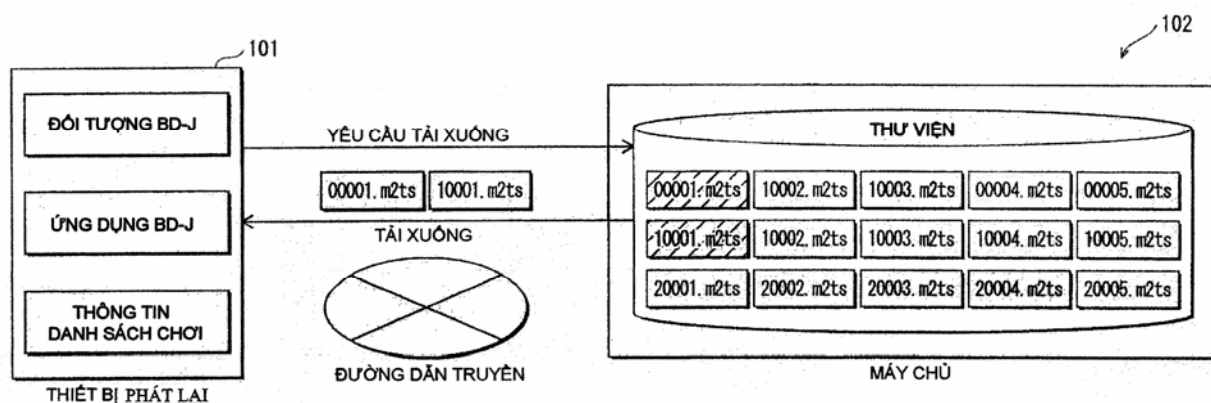 101
ĐỐI TƯỢNG BD-J
ỨNG DỤNG BD-J
THÔNG TIN
DANH SÁCH CHƠI
THIẾT BỊ PHÁT LẠI
YÊU CẦU TẢI XUỐNG
00001.m2ts 10001.m2ts
TẢI XUỐNG
ĐƯỜNG DẪN TRUYỀN
102
THƯ VIỆN
00001.m2ts 10002.m2ts 10003.m2ts 00004.m2ts 00005.m2ts
10001.m2ts 10002.m2ts 10003.m2ts 10004.m2ts 10005.m2ts
20001.m2ts 20002.m2ts 20003.m2ts 20004.m2ts 20005.m2ts
MÁY CHỦ